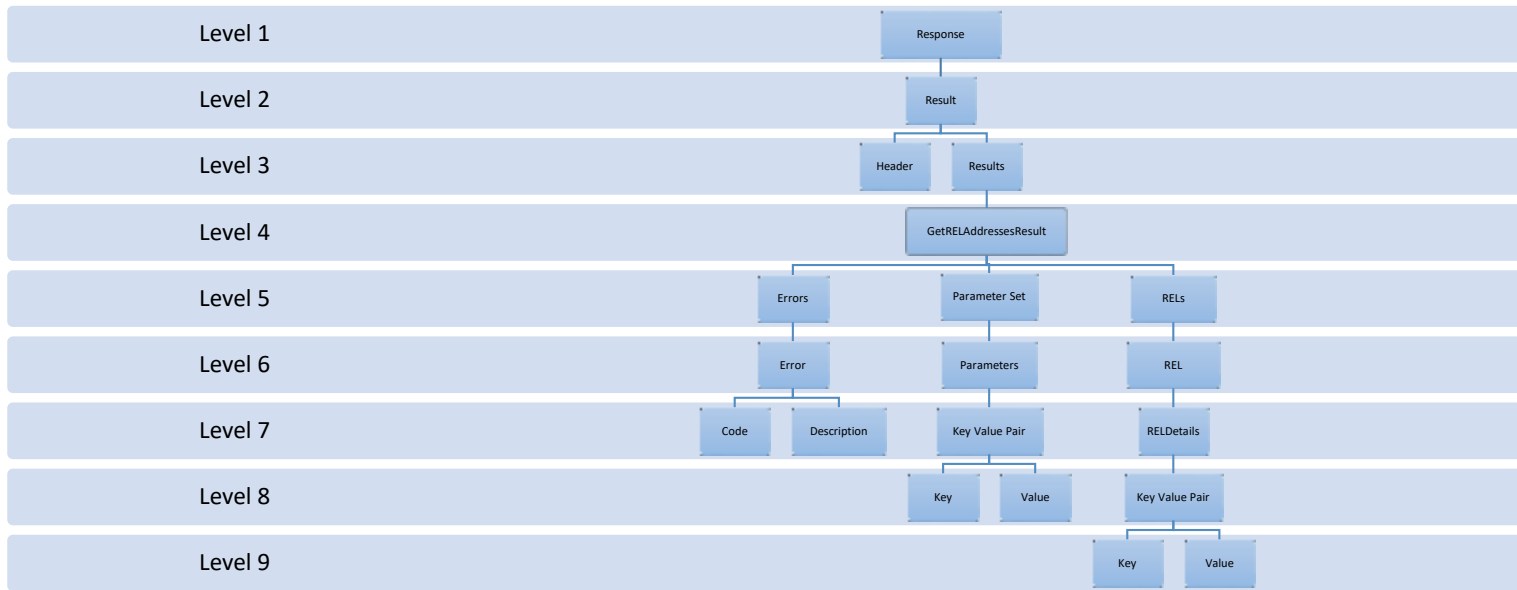 Level 1
Response
Level 2
Result
Level 3
Header
Results
Level 4
GetRELAddressesResult
Level 5
Errors
Parameter Set
RELs
Level 6
Error
Parameters
REL
Level 7
Code
Description
Key Value Pair
RELDetails
Level 8
Key
Value
Key Value Pair
Level 9
Key
Value